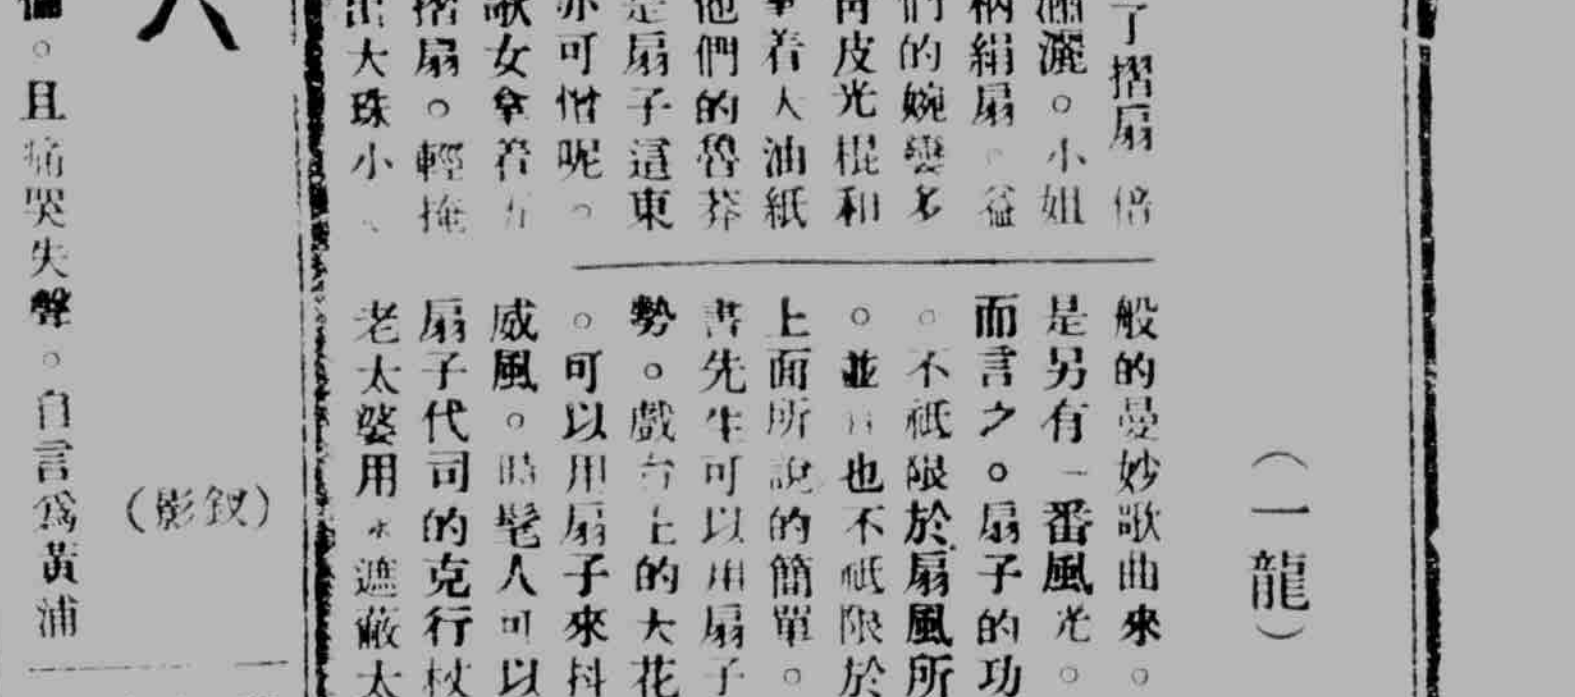 （一龍）
了摺扇　倍
灑。小姐
柄絹扇。益
們的婉孌多
皮光棍和
着人油紙
他們的魯莽
是扇子這東
亦可憎呢。
歌女拿着五
摺扇。輕掩
出大珠小、
般的曼妙歌曲來。
是另有一番風光。
而言之。扇子的功
。不祇限於扇風所
。並且也不祇限於
上面所說的簡單。
書先生可以用扇子
勢。戲台上的大花
。可以用扇子來抖
威風。時髦人可以
扇子代司的克行杖
老太婆用來遮蔽太
（影釵）
。且痛哭失聲。自言爲黃浦